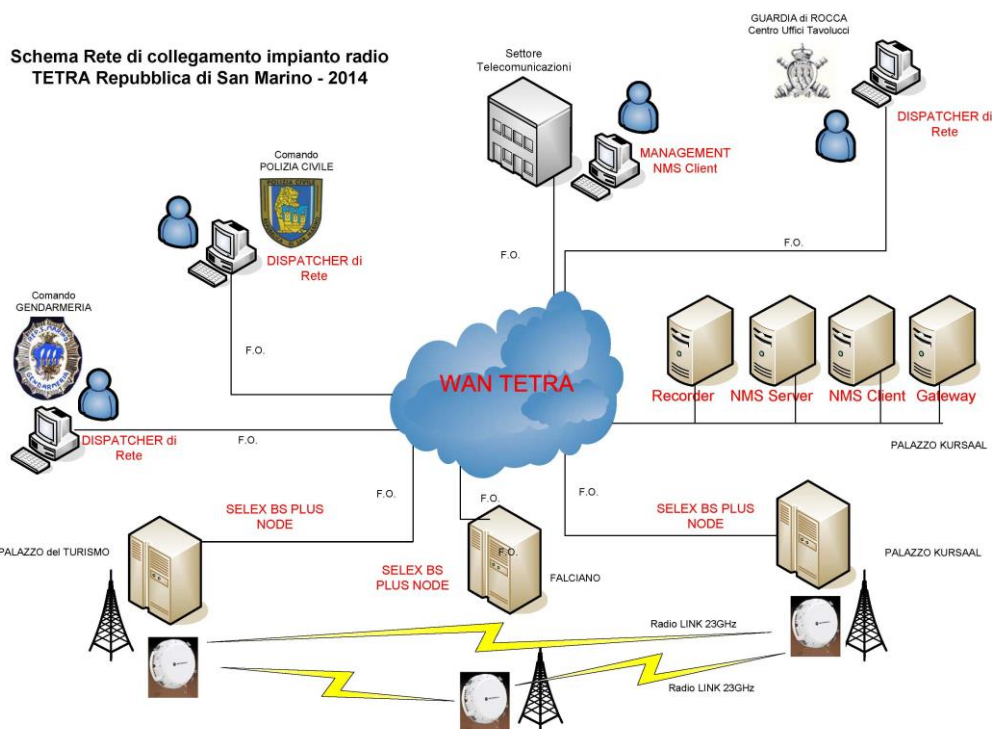 Schema Rete di collegamento impianto radio
TETRA Repubblica di San Marino - 2014
Settore
Telecomunicazioni
MANAGEMENT
NMS Client
GUARDIA di ROCCA
Centro Uffici Tavolucci
DISPATCHER di
Rete
Comando
POLIZIA CIVILE
POLIZIA CIVILE
DISPATCHER di
Rete
F.O.
F.O.
Comando
GENDARMERIA
GENDARMERIA
DISPATCHER di
Rete
F.O.
F.O.
WAN TETRA
Recorder
NMS Server
NMS Client
Gateway
PALAZZO KURSAAL
F.O.
F.O.
F.O.
SELEX BS PLUS
NODE
PALAZZO del TURISMO
SELEX BS
PLUS NODE
F.O.
FALCIANO
SELEX BS PLUS
NODE
PALAZZO KURSAAL
Radio LINK 23GHz
Radio LINK 23GHz